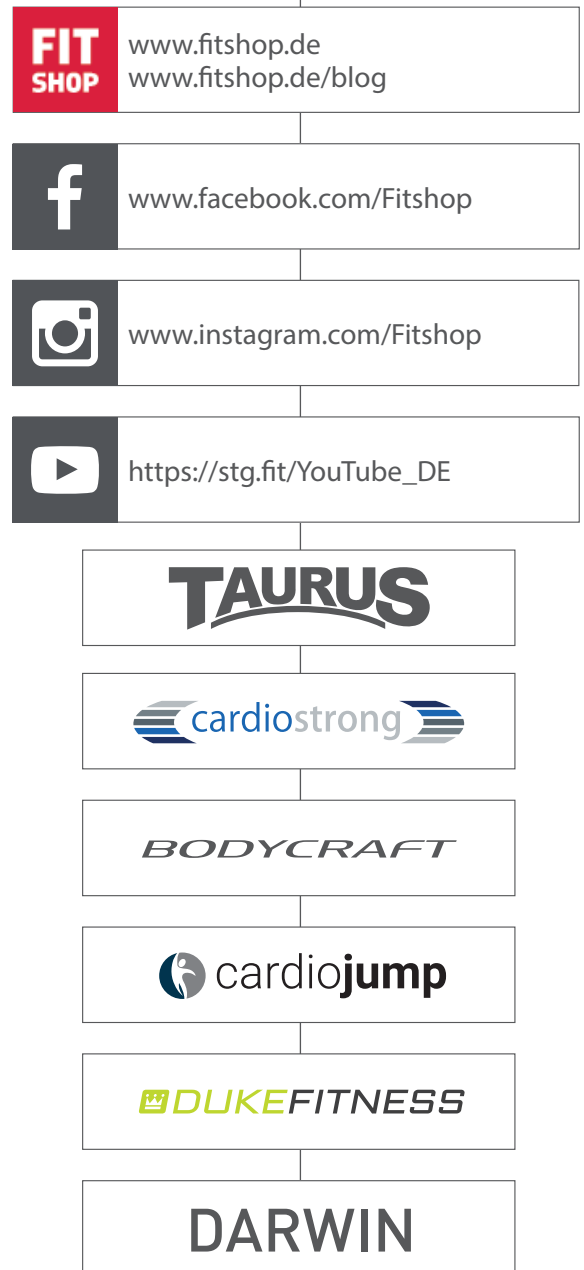 FIT
SHOP
www.fitshop.de
www.fitshop.de/blog
www.facebook.com/Fitshop
www.instagram.com/Fitshop
https://stg.fit/YouTube_DE
TAURUS
cardiostrong
BODYCRAFT
cardiojump
DUKEFITNESS
DARWIN